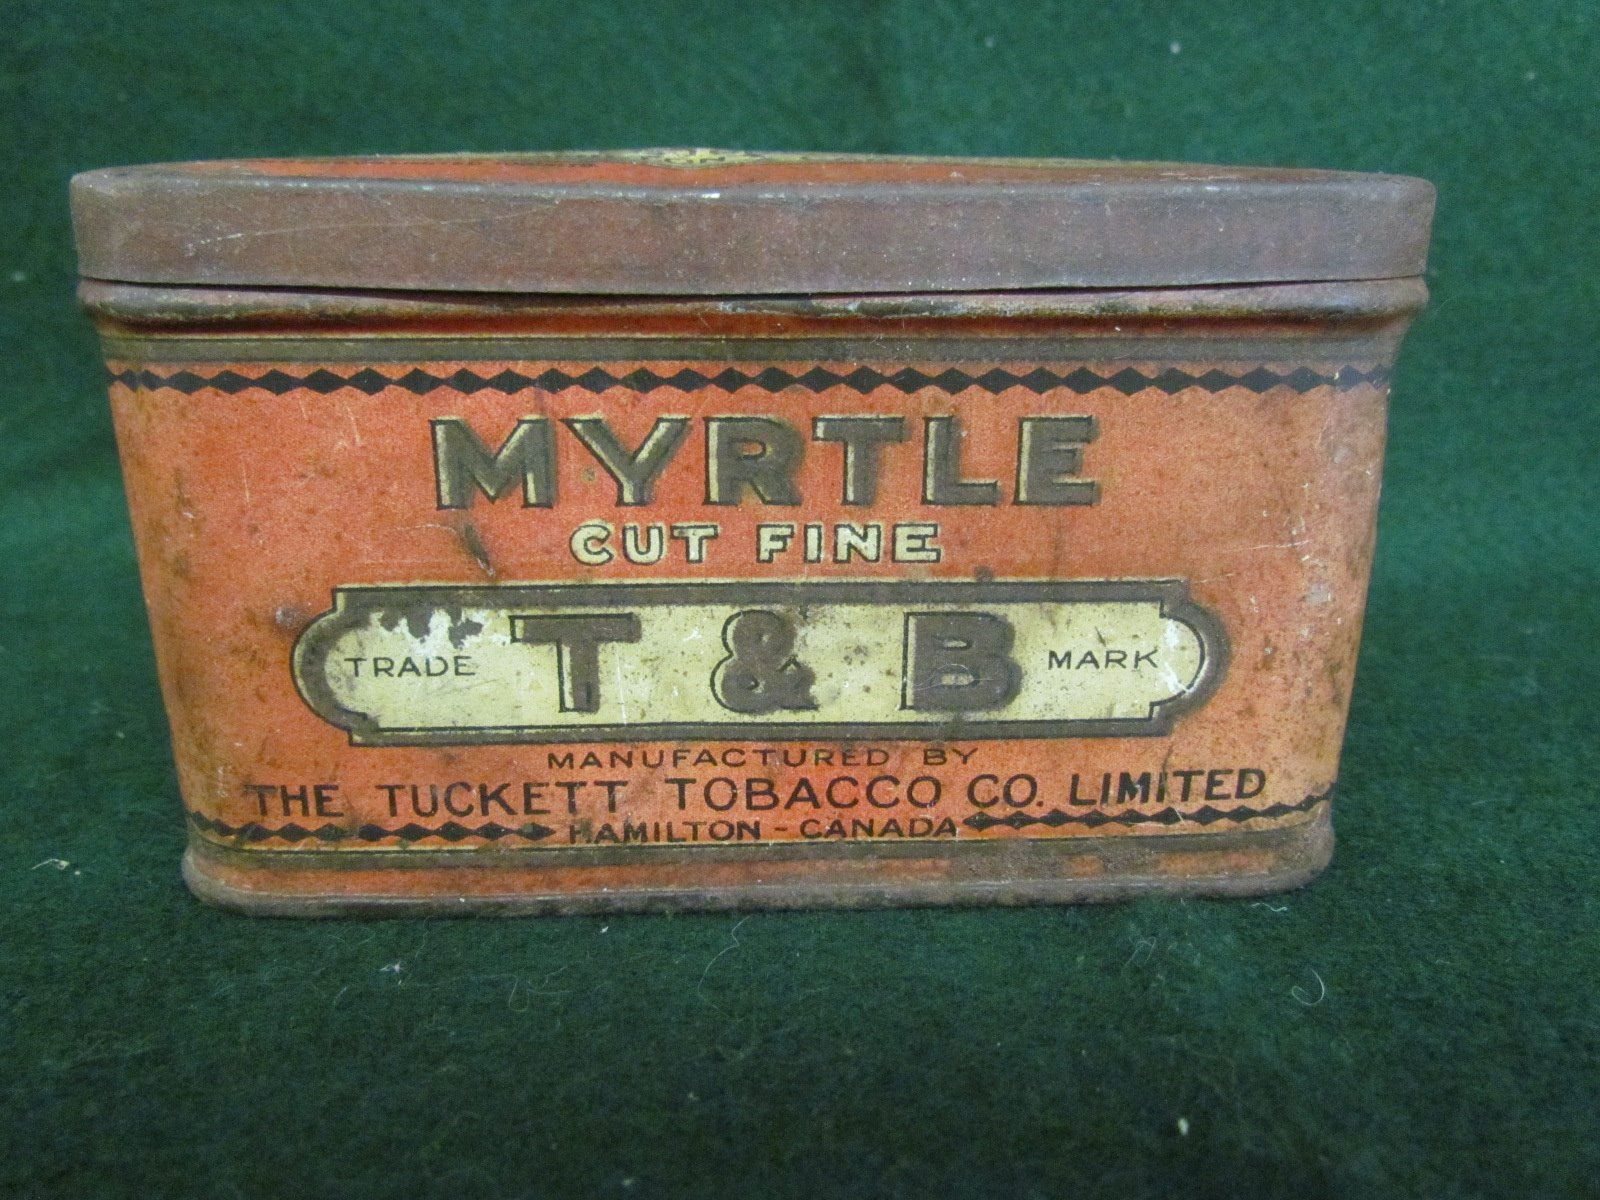 MYRTLE
CUT FINE
TRADE T & B MARK
MANUFACTURED BY
THE TUCKETT TOBACCO CO. LIMITED
HAMILTON - CANADA